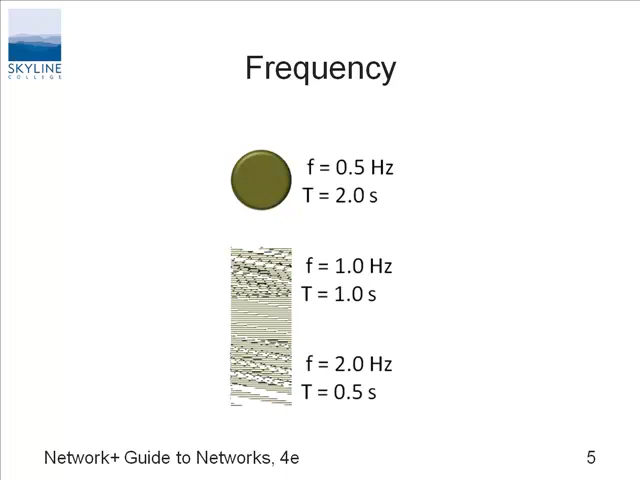 SKYLINE
COLLEGE
Frequency
f = 0.5 Hz
T = 2.0 s
f = 1.0 Hz
T = 1.0 s
f = 2.0 Hz
T = 0.5 s
Network+ Guide to Networks, 4e
5